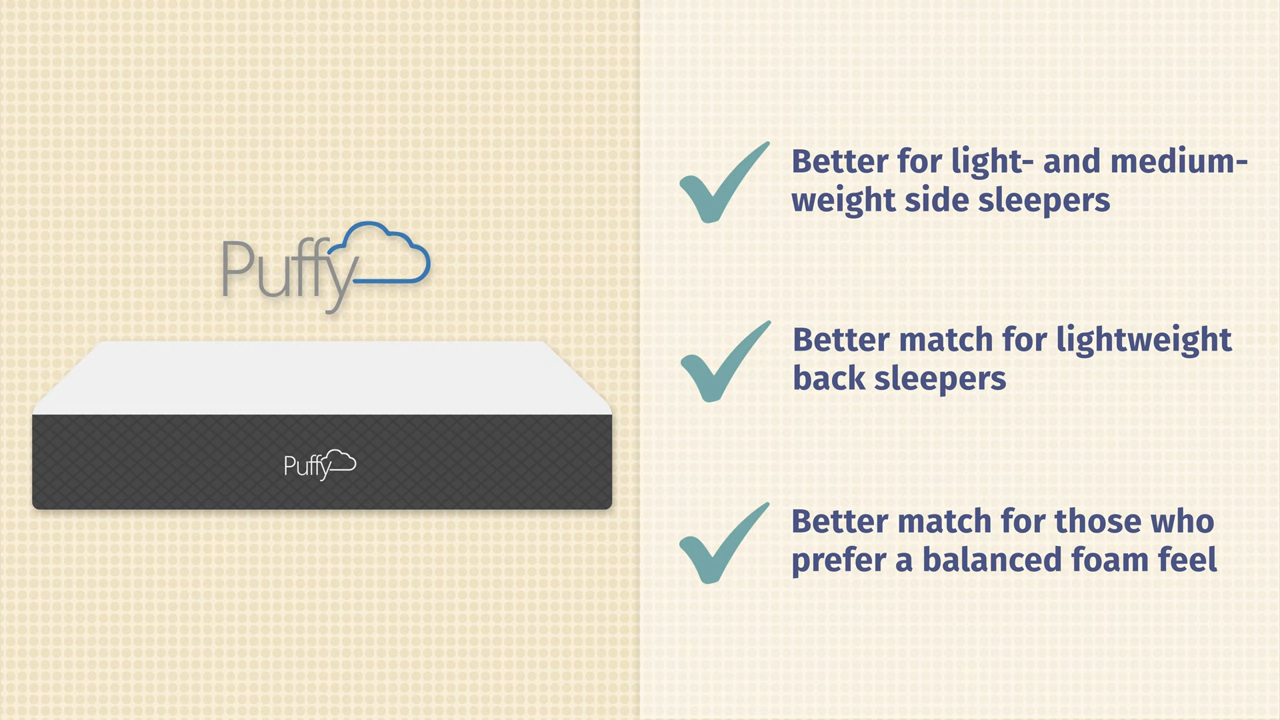 Puffy
Puffy
Better for light- and medium-
weight side sleepers
Better match for lightweight
back sleepers
Better match for those who
prefer a balanced foam feel